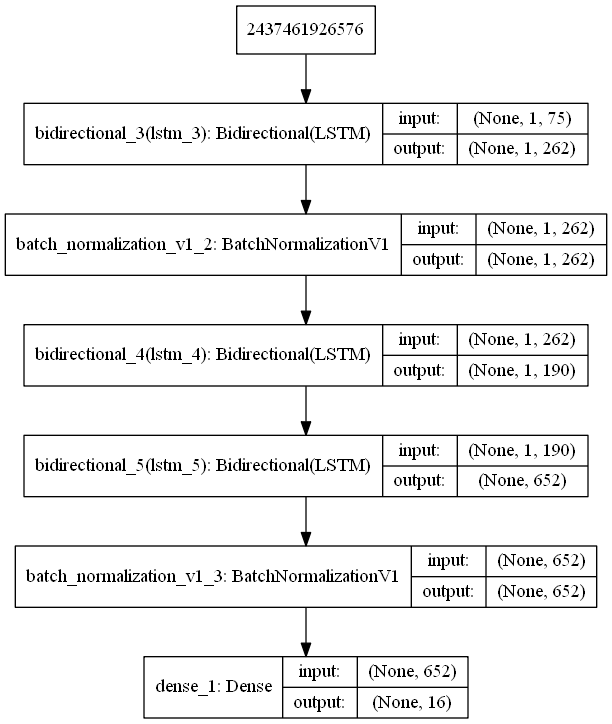 2437461926576
bidirectional_3(lstm_3): Bidirectional(LSTM)
input: (None, 1, 75)
output: (None, 1, 262)
batch_normalization_v1_2: BatchNormalizationV1
input: (None, 1, 262)
output: (None, 1, 262)
bidirectional_4(lstm_4): Bidirectional(LSTM)
input: (None, 1, 262)
output: (None, 1, 190)
bidirectional_5(lstm_5): Bidirectional(LSTM)
input: (None, 1, 190)
output: (None, 652)
batch_normalization_v1_3: BatchNormalizationV1
input: (None, 652)
output: (None, 652)
dense_1: Dense
input: (None, 652)
output: (None, 16)